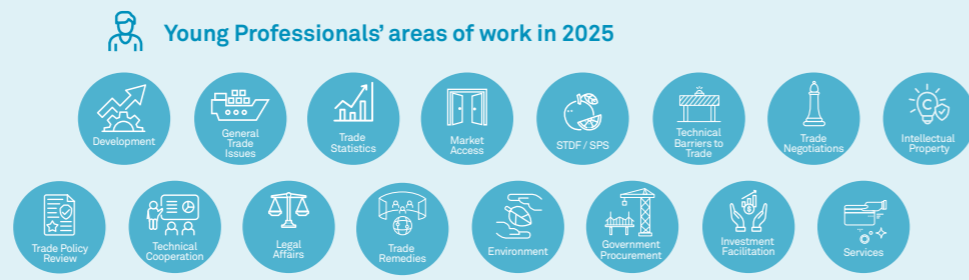 Young Professionals’ areas of work in 2025
Development
General
Trade
Issues
Trade
Statistics
Market
Access
STDF / SPS
Technical
Barriers to
Trade
Trade
Negotiations
C
Intellectual
Property
Trade Policy
Review
Technical
Cooperation
Legal
Affairs
Trade
Remedies
Environment
Government
Procurement
Investment
Facilitation
Services